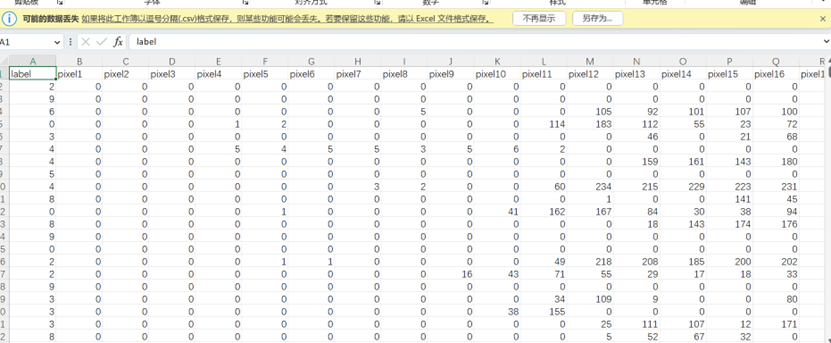 剪贴板 字体 对齐方式 数字 样式 单元格 编辑
可能的数据丢失 如果将此工作簿以逗号分隔(.csv)格式保存，则某些功能可能会丢失。若要保留这些功能，请以 Excel 文件格式保存。 不再显示 另存为...
A1 fx label
A B C D E F G H I J K L M N O P Q R
1 label pixel1 pixel2 pixel3 pixel4 pixel5 pixel6 pixel7 pixel8 pixel9 pixel10 pixel11 pixel12 pixel13 pixel14 pixel15 pixel16 pixel1
2 2 0 0 0 0 0 0 0 0 0 0 0 0 0 0 0 0
3 9 0 0 0 0 0 0 0 0 0 0 0 0 0 0 0 0
4 6 0 0 0 0 0 0 0 5 0 0 0 105 92 101 107 100
5 0 0 0 0 1 2 0 0 0 0 0 114 183 112 55 23 72
6 3 0 0 0 0 0 0 0 0 0 0 0 0 46 0 21 68
7 4 0 0 0 5 4 5 5 3 5 6 2 0 0 0 0 0
8 4 0 0 0 0 0 0 0 0 0 0 0 0 159 161 143 180
9 5 0 0 0 0 0 0 0 0 0 0 0 0 0 0 0 0
0 4 0 0 0 0 0 0 3 2 0 0 60 234 215 229 223 231
1 8 0 0 0 0 0 0 0 0 0 0 0 1 0 0 141 45
2 0 0 0 0 0 1 0 0 0 0 41 162 167 84 30 38 94
3 8 0 0 0 0 0 0 0 0 0 0 0 0 18 143 174 176
4 9 0 0 0 0 0 0 0 0 0 0 0 0 0 0 0 0
5 0 0 0 0 0 0 0 0 0 0 0 0 0 0 0 0 0
6 2 0 0 0 0 1 1 0 0 0 0 49 218 208 185 200 202
7 2 0 0 0 0 0 0 0 0 16 43 71 55 29 17 18 33
8 9 0 0 0 0 0 0 0 0 0 0 0 0 0 0 0 0
9 3 0 0 0 0 0 0 0 0 0 0 34 109 9 0 0 80
0 3 0 0 0 0 0 0 0 0 0 38 155 0 0 0 0 0
1 3 0 0 0 0 0 0 0 0 0 0 0 25 111 107 12 171
2 8 0 0 0 0 0 0 0 0 0 0 0 5 52 67 32 0